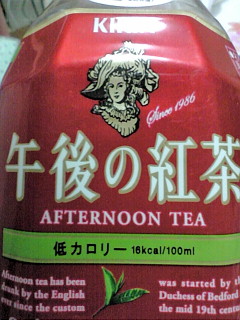 Since 1986
午後の紅茶
AFTERNOON TEA
低カロリー 16kcal/100ml
Afternoon tea has been
drunk by the English
ever since the custom
was started by the
Duchess of Bedford in
the mid 19th century